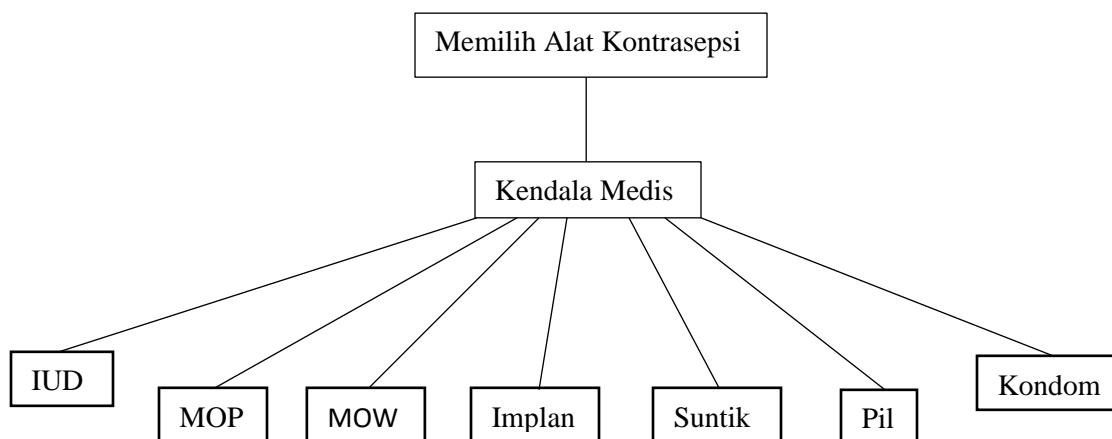 Memilih Alat Kontrasepsi
Kendala Medis
IUD
MOP
MOW
Implan
Suntik
Pil
Kondom